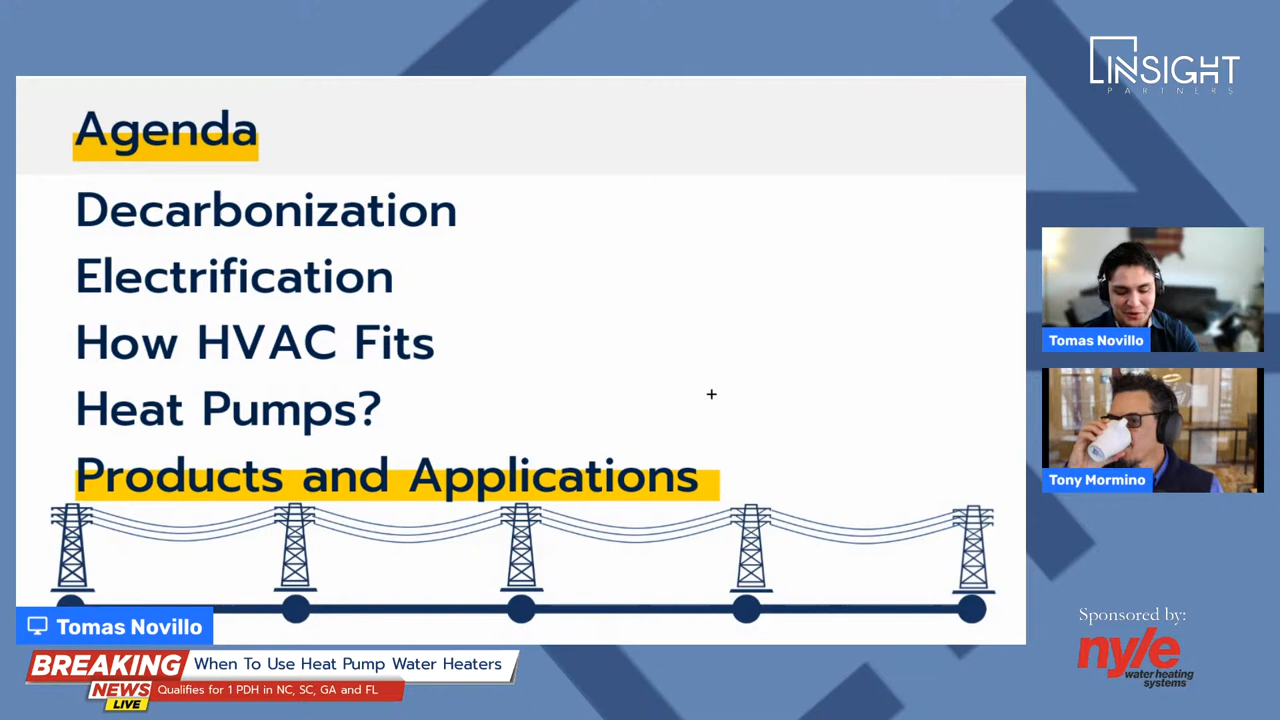 INSIGHT
PARTNERS
Agenda
Decarbonization
Electrification
How HVAC Fits
Heat Pumps?
Products and Applications
Tomas Novillo
Tony Mormino
Tomas Novillo
BREAKING
NEWS
LIVE
When To Use Heat Pump Water Heaters
Qualifies for 1 PDH in NC, SC, GA and FL
Sponsored by:
nyle
water heating
systems